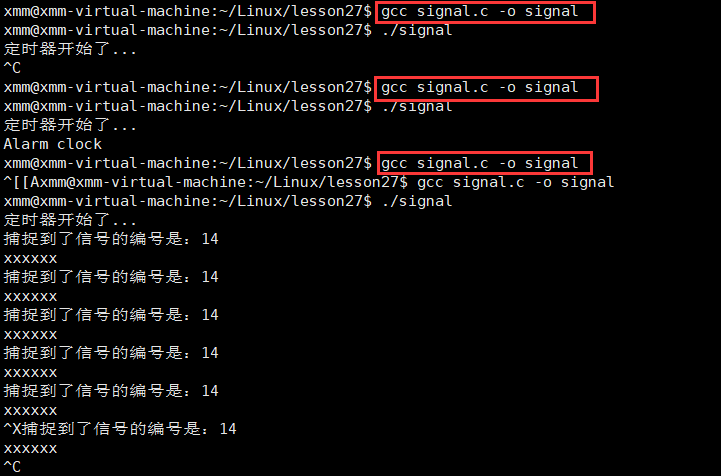 xmm@xmm-virtual-machine:~/Linux/lesson27$ gcc signal.c -o signal
xmm@xmm-virtual-machine:~/Linux/lesson27$ ./signal
定时器开始了...
^C
xmm@xmm-virtual-machine:~/Linux/lesson27$ gcc signal.c -o signal
xmm@xmm-virtual-machine:~/Linux/lesson27$ ./signal
定时器开始了...
Alarm clock
xmm@xmm-virtual-machine:~/Linux/lesson27$ gcc signal.c -o signal
^[[Axmm@xmm-virtual-machine:~/Linux/lesson27$ gcc signal.c -o signal
xmm@xmm-virtual-machine:~/Linux/lesson27$ ./signal
定时器开始了...
捕捉到了信号的编号是：14
xxxxxx
捕捉到了信号的编号是：14
xxxxxx
捕捉到了信号的编号是：14
xxxxxx
捕捉到了信号的编号是：14
xxxxxx
捕捉到了信号的编号是：14
xxxxxx
^X捕捉到了信号的编号是：14
xxxxxx
^C